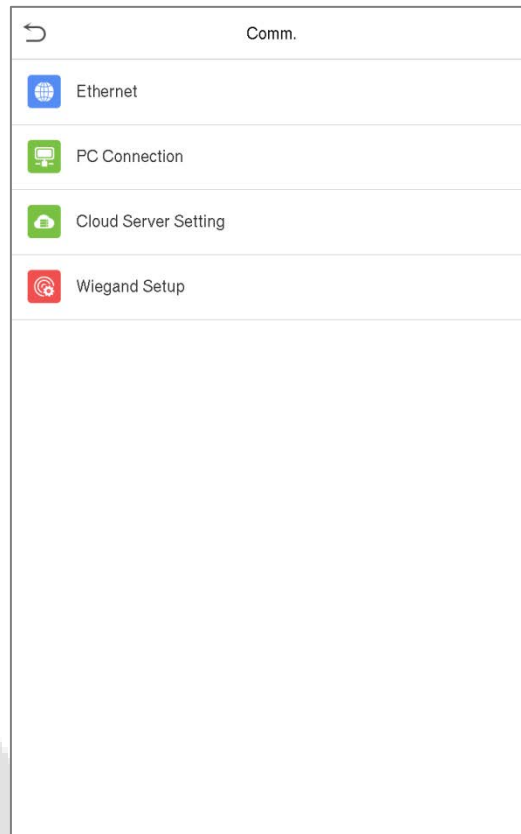 Comm.
Ethernet
PC Connection
Cloud Server Setting
Wiegand Setup